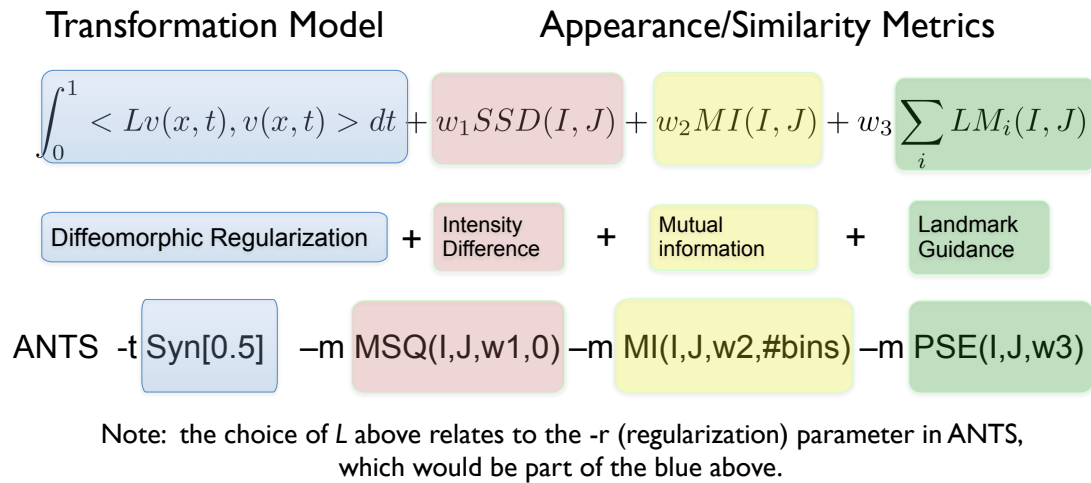 Transformation Model Appearance/Similarity Metrics
∫₀¹ < Lv(x, t), v(x, t) > dt + w₁SSD(I, J) + w₂MI(I, J) + w₃ ∑ᵢ LMᵢ(I, J)
Diffeomorphic Regularization + Intensity Difference + Mutual information + Landmark Guidance
ANTS -t Syn[0.5] –m MSQ(I,J,w1,0) –m MI(I,J,w2,#bins) –m PSE(I,J,w3)
Note: the choice of L above relates to the -r (regularization) parameter in ANTS,
which would be part of the blue above.